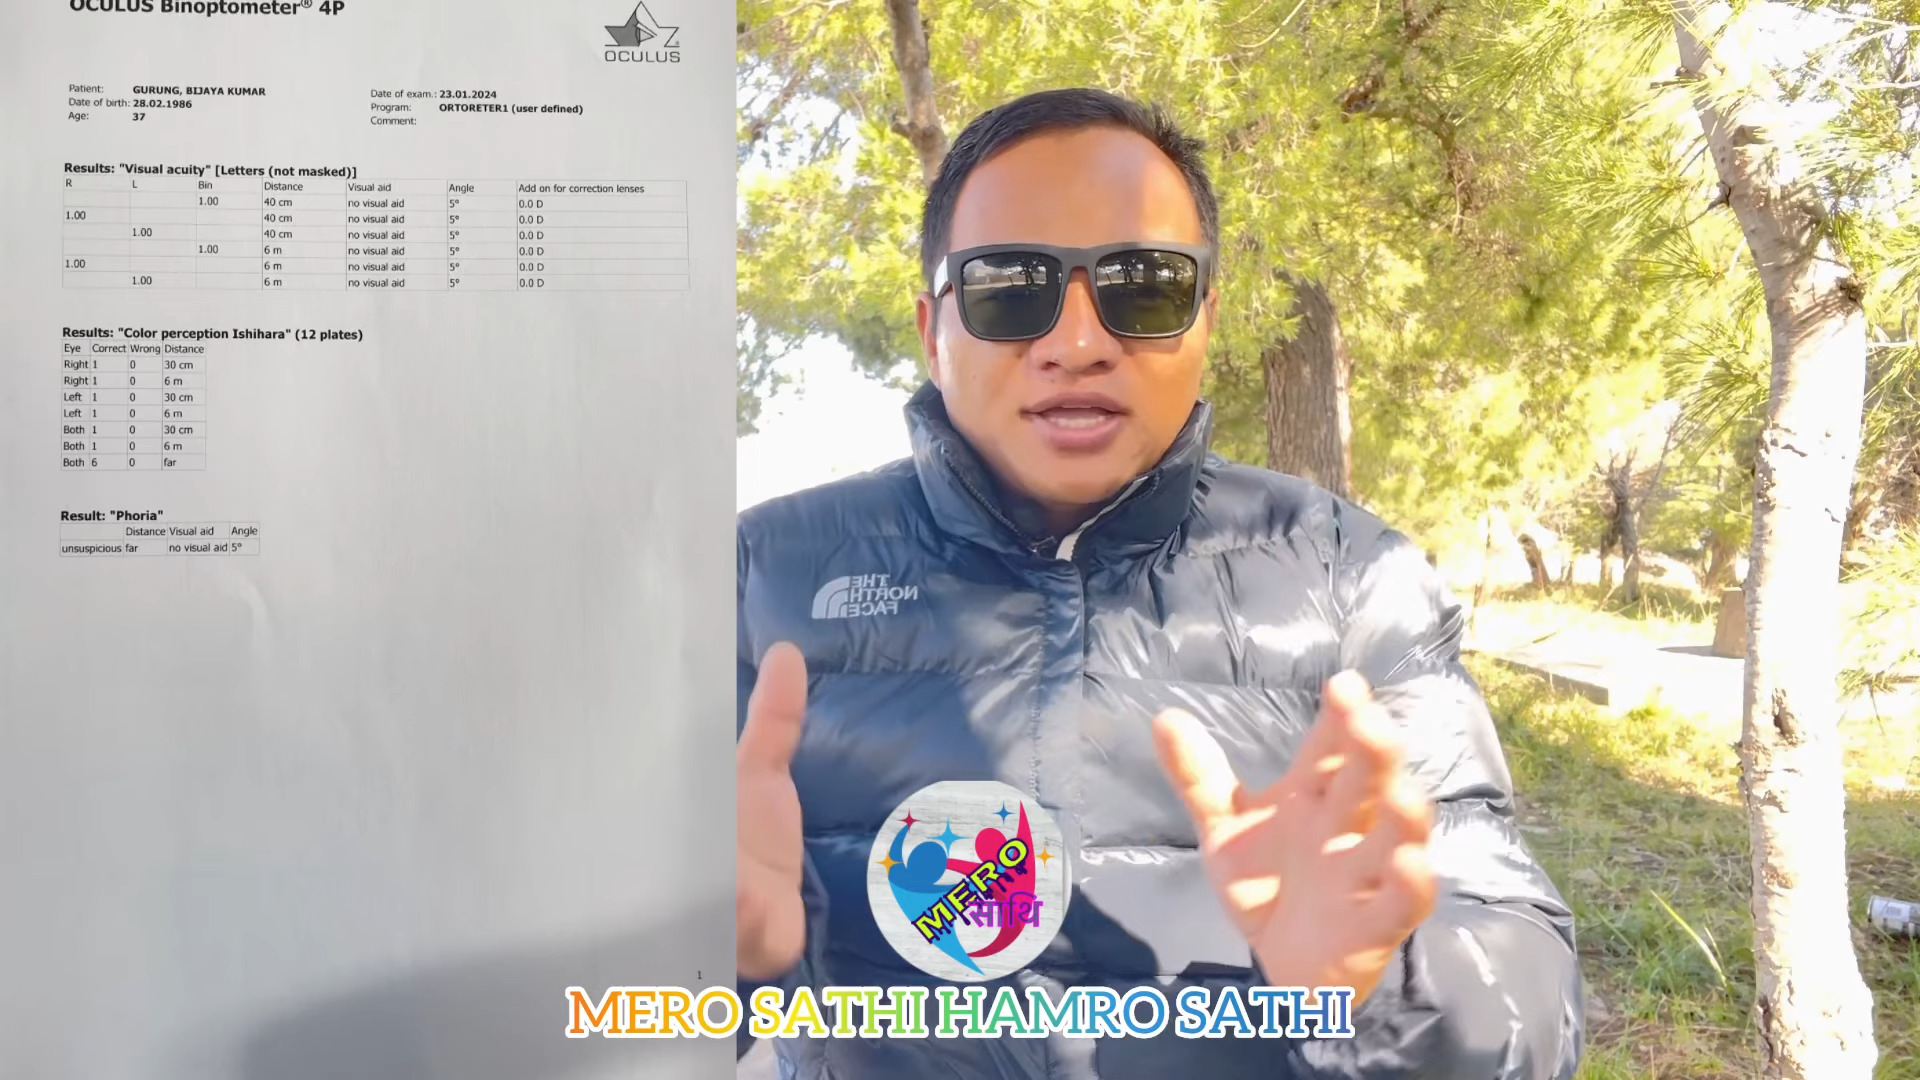 OCULUS Binoptometer® 4P
OCULUS
Patient: GURUNG, BIJAYA KUMAR
Date of birth: 28.02.1986
Age: 37
Date of exam.: 23.01.2024
Program: ORTORETER1 (user defined)
Comment:
Results: "Visual acuity" [Letters (not masked)]
R L Bin Distance Visual aid Angle Add on for correction lenses
1.00 40 cm no visual aid 5° 0.0 D
1.00 40 cm no visual aid 5° 0.0 D
1.00 40 cm no visual aid 5° 0.0 D
1.00 6 m no visual aid 5° 0.0 D
1.00 6 m no visual aid 5° 0.0 D
1.00 6 m no visual aid 5° 0.0 D
Results: "Color perception Ishihara" (12 plates)
Eye Correct Wrong Distance
Right 1 0 30 cm
Right 1 0 6 m
Left 1 0 30 cm
Left 1 0 6 m
Both 1 0 30 cm
Both 1 0 6 m
Both 6 0 far
Result: "Phoria"
Distance Visual aid Angle
unsuspicious far no visual aid 5°
1
THE
NORTH
FACE
MERO
साथि
MERO SATHI HAMRO SATHI